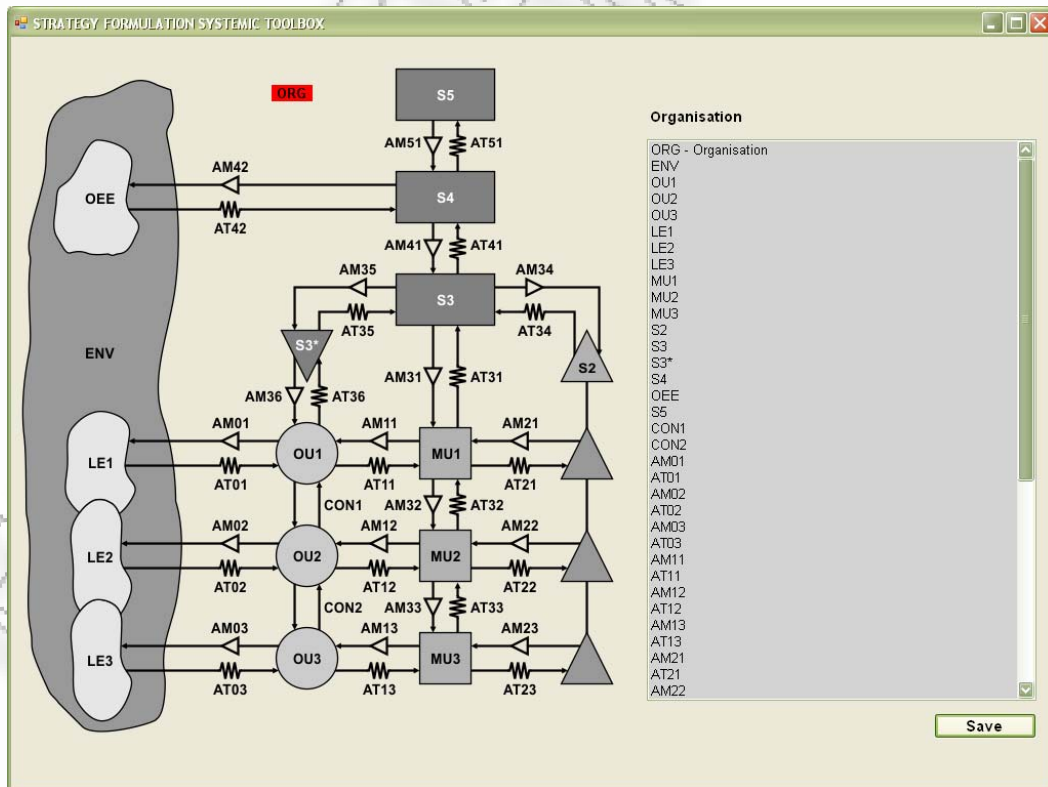 STRATEGY FORMULATION SYSTEMIC TOOLBOX
ORG
S5
AM51
AT51
AM42
OEE
S4
AT42
AM41
AT41
AM35
AM34
S3
AT35
AT34
S3*
S2
ENV
AM36
AT36
AM31
AT31
AM01
AM11
AM21
LE1
OU1
MU1
AT01
AT11
AT21
CON1
AM32
AT32
AM02
AM12
AM22
LE2
OU2
MU2
AT02
AT12
AT22
CON2
AM33
AT33
AM03
AM13
AM23
LE3
OU3
MU3
AT03
AT13
AT23
Organisation
ORG - Organisation
ENV
OU1
OU2
OU3
LE1
LE2
LE3
MU1
MU2
MU3
S2
S3
S3*
S4
OEE
S5
CON1
CON2
AM01
AT01
AM02
AT02
AM03
AT03
AM11
AT11
AM12
AT12
AM13
AT13
AM21
AT21
AM22
Save